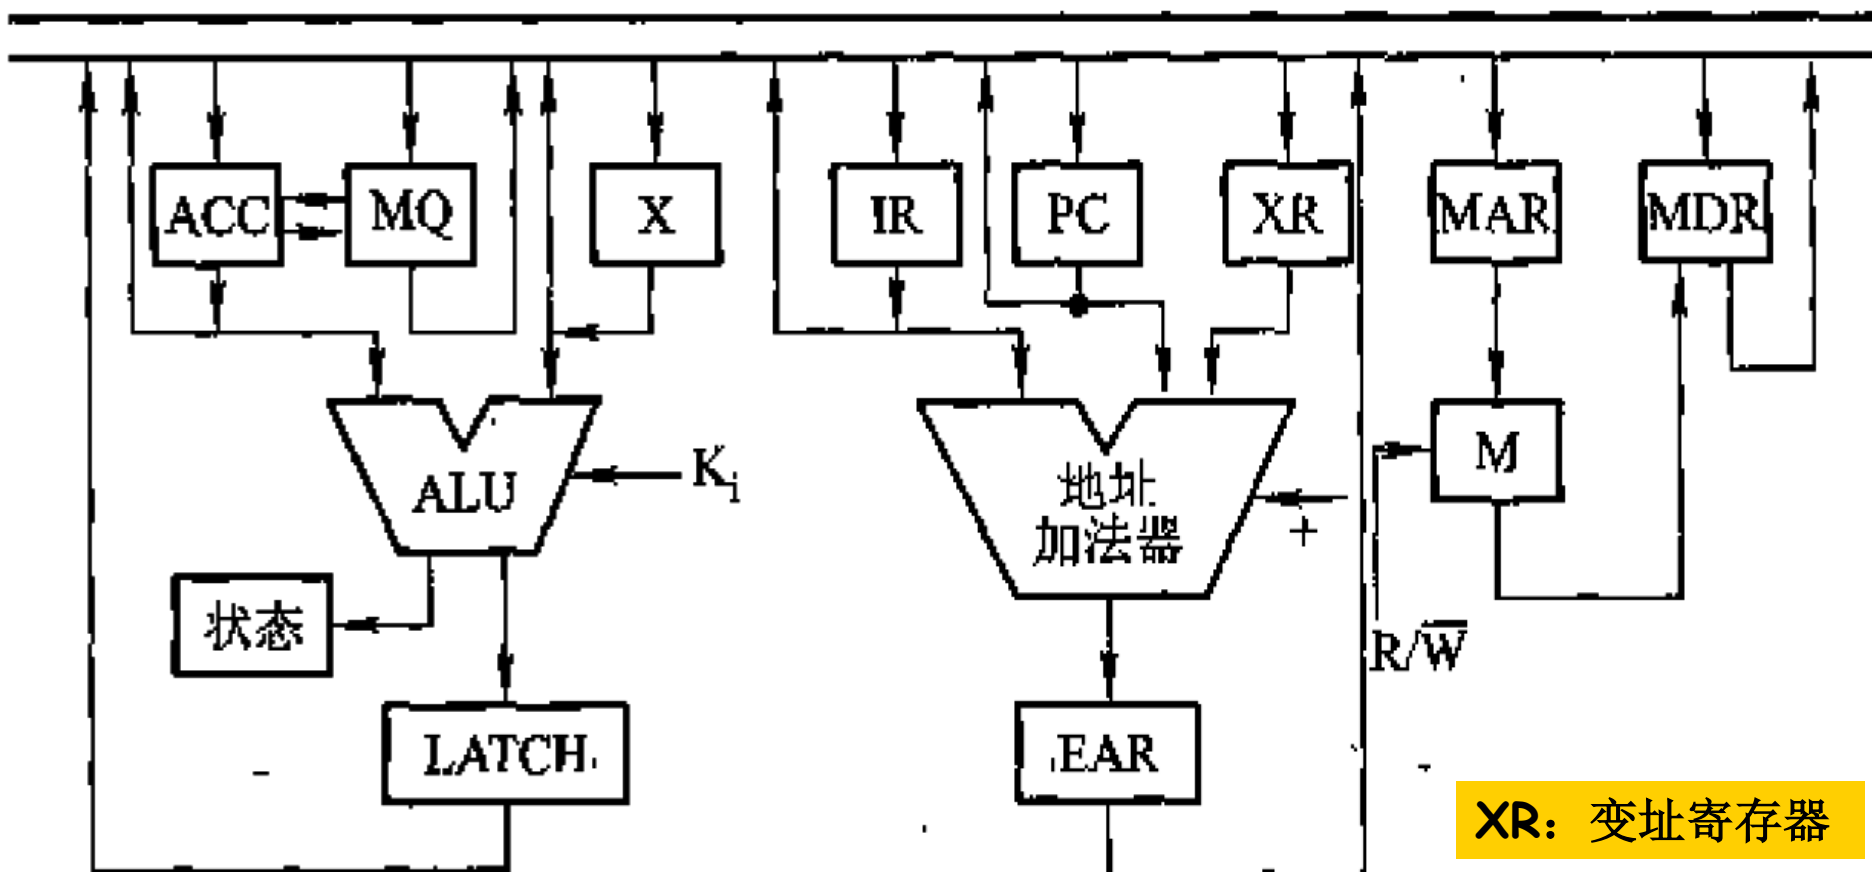 ACC
MQ
X
IR
PC
XR
MAR
MDR
ALU
K_i
地址
加法器
+
M
状态
R/W̅
LATCH
EAR
XR：变址寄存器